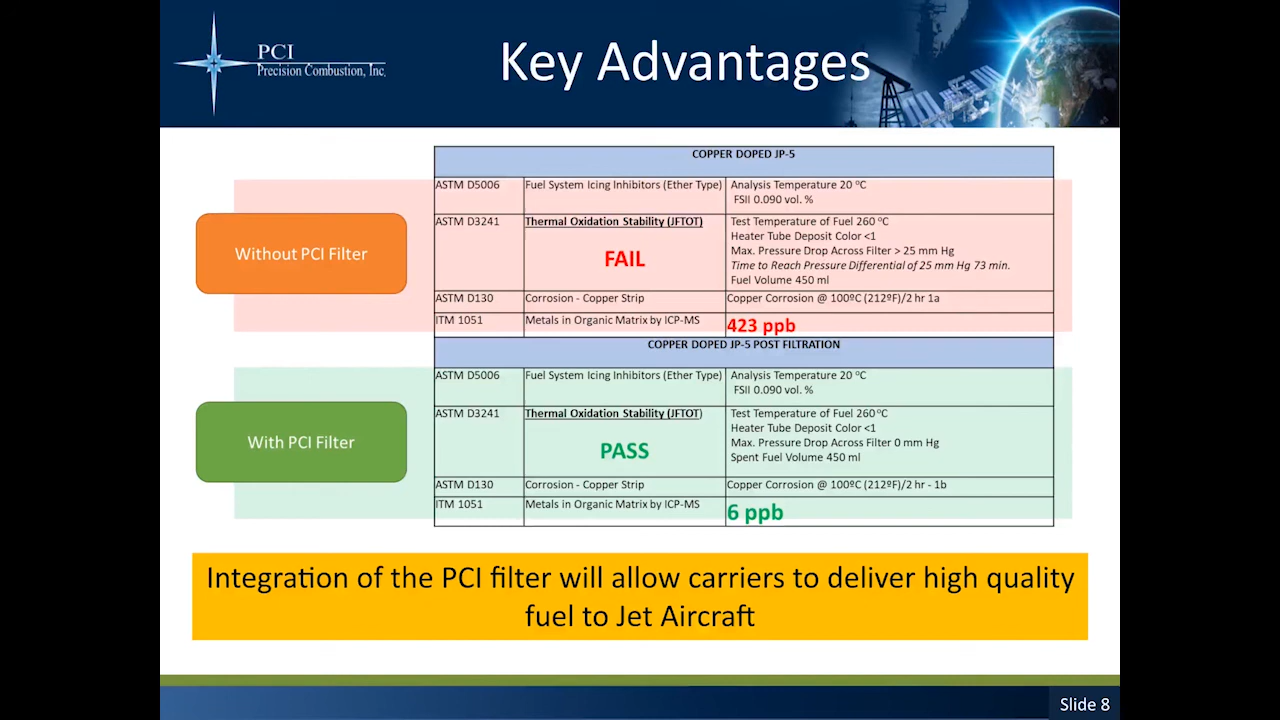 PCI
Precision Combustion, Inc.
Key Advantages
COPPER DOPED JP-5
ASTM D5006 Fuel System Icing Inhibitors (Ether Type) Analysis Temperature 20 ºC
FSII 0.090 vol. %
Without PCI Filter
ASTM D3241 Thermal Oxidation Stability (JFTOT) Test Temperature of Fuel 260 ºC
Heater Tube Deposit Color <1
FAIL
Max. Pressure Drop Across Filter > 25 mm Hg
Time to Reach Pressure Differential of 25 mm Hg 73 min.
Fuel Volume 450 ml
ASTM D130 Corrosion - Copper Strip Copper Corrosion @ 100ºC (212ºF)/2 hr 1a
ITM 1051 Metals in Organic Matrix by ICP-MS 423 ppb
COPPER DOPED JP-5 POST FILTRATION
ASTM D5006 Fuel System Icing Inhibitors (Ether Type) Analysis Temperature 20 ºC
FSII 0.090 vol. %
With PCI Filter
ASTM D3241 Thermal Oxidation Stability (JFTOT) Test Temperature of Fuel 260 ºC
Heater Tube Deposit Color <1
PASS
Max. Pressure Drop Across Filter 0 mm Hg
Spent Fuel Volume 450 ml
ASTM D130 Corrosion - Copper Strip Copper Corrosion @ 100ºC (212ºF)/2 hr - 1b
ITM 1051 Metals in Organic Matrix by ICP-MS 6 ppb
Integration of the PCI filter will allow carriers to deliver high quality
fuel to Jet Aircraft
Slide 8